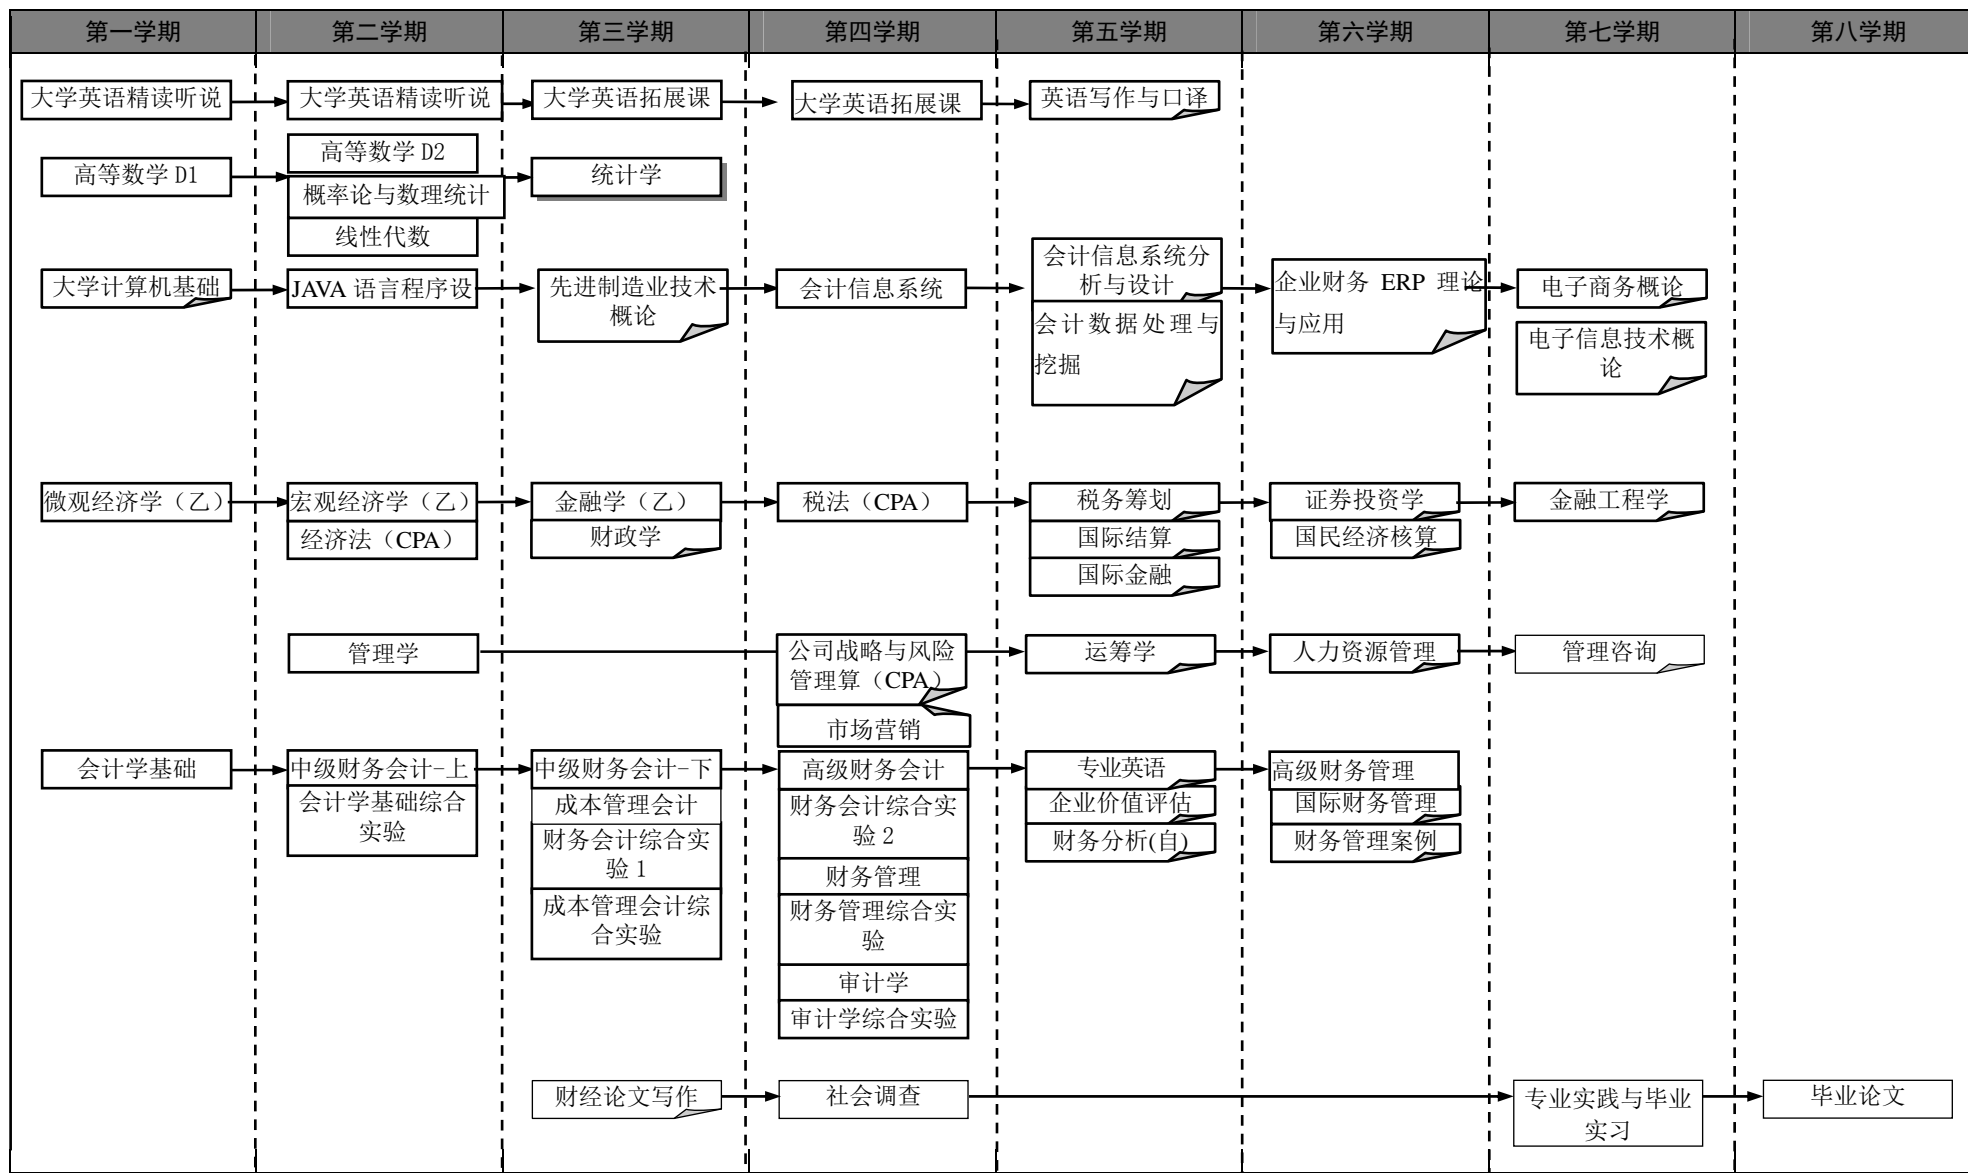 第一学期
第二学期
第三学期
第四学期
第五学期
第六学期
第七学期
第八学期
大学英语精读听说
大学英语精读听说
大学英语拓展课
大学英语拓展课
英语写作与口译
高等数学 D1
高等数学 D2
概率论与数理统计
线性代数
统计学
大学计算机基础
JAVA 语言程序设
先进制造业技术
概论
会计信息系统
会计信息系统分
析与设计
会计数据处理与
挖掘
企业财务 ERP 理论
与应用
电子商务概论
电子信息技术概
论
微观经济学（乙）
宏观经济学（乙）
经济法（CPA）
金融学（乙）
财政学
税法（CPA）
税务筹划
国际结算
国际金融
证券投资学
国民经济核算
金融工程学
管理学
公司战略与风险
管理算（CPA）
市场营销
运筹学
人力资源管理
管理咨询
会计学基础
中级财务会计-上
会计学基础综合
实验
中级财务会计-下
成本管理会计
财务会计综合实
验 1
成本管理会计综
合实验
高级财务会计
财务会计综合实
验 2
财务管理
财务管理综合实
验
审计学
审计学综合实验
专业英语
企业价值评估
财务分析(自)
高级财务管理
国际财务管理
财务管理案例
财经论文写作
社会调查
专业实践与毕业
实习
毕业论文